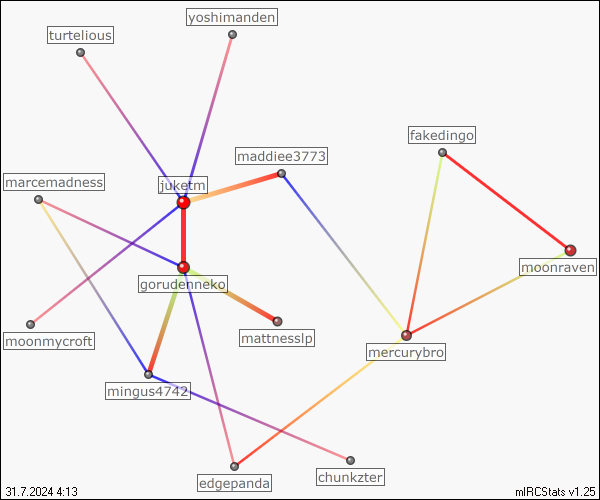 yoshimanden
turtelious
fakedingo
maddiee3773
marcemadness
juketm
moonraven
gorudenneko
moonmycroft
mattnesslp
mercurybro
mingus4742
chunkzter
edgepanda
31.7.2024 4:13
mIRCStats v1.25